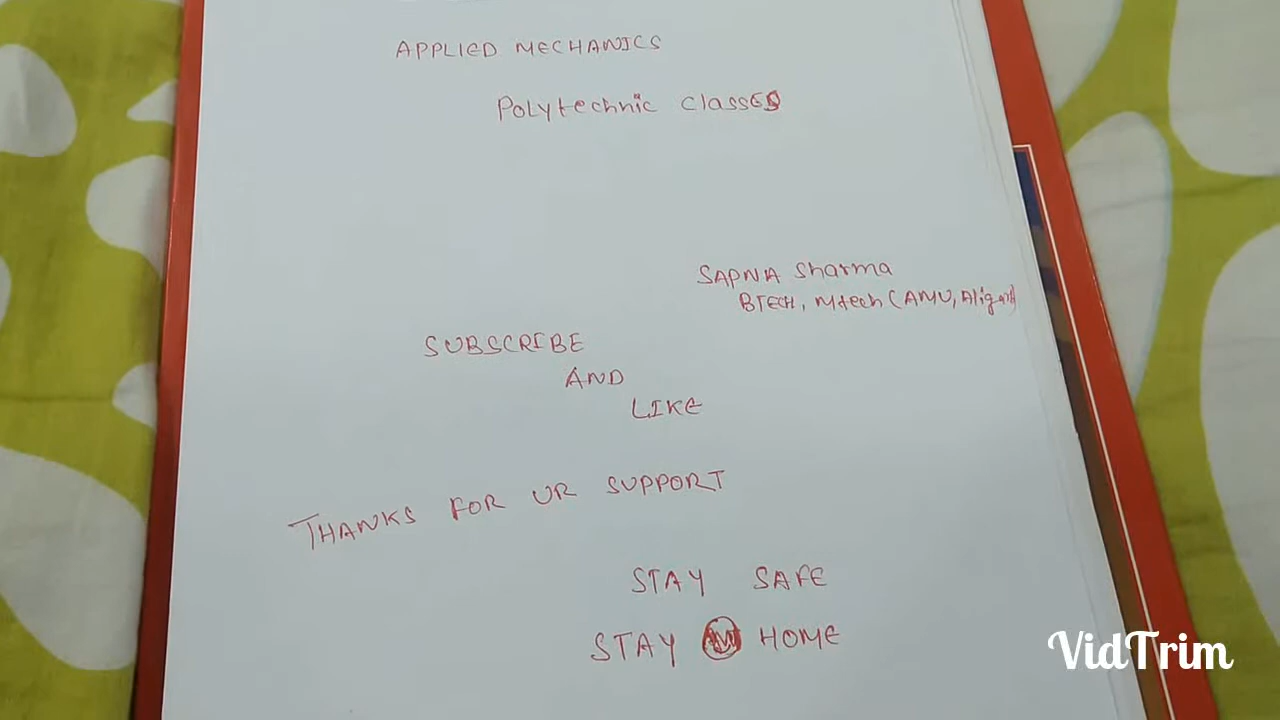 APPLIED MECHANICS
Polytechnic classes
SAPNA Sharma
BTECH, Mtech (AMU, Aligarh)
SUBSCRIBE
AND
LIKE
THANKS FOR UR SUPPORT
STAY SAFE
STAY HOME
VidTrim